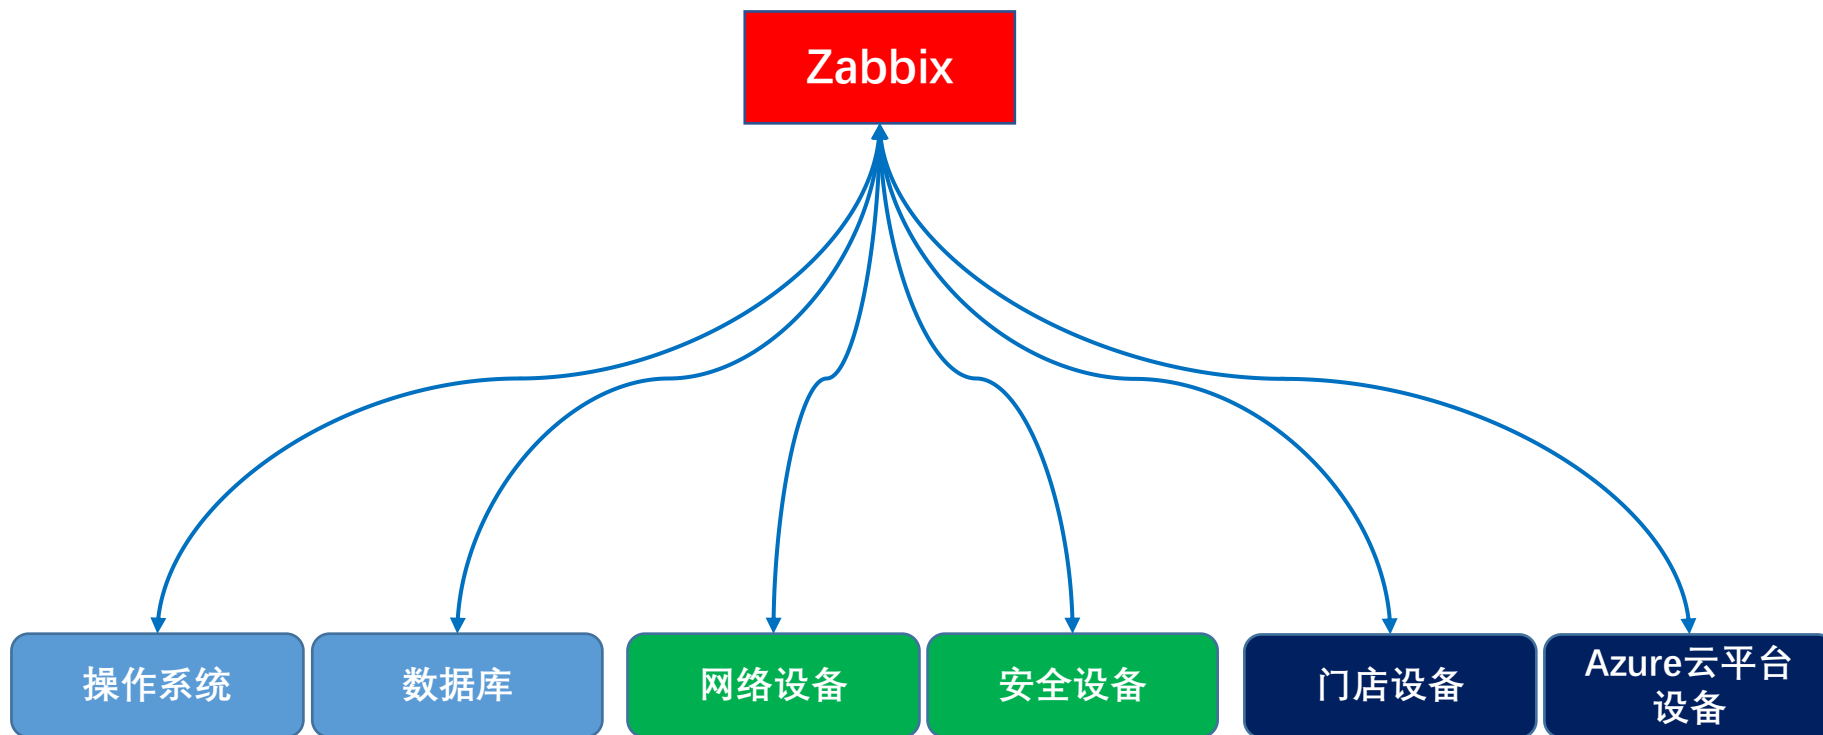 Zabbix
操作系统
数据库
网络设备
安全设备
门店设备
Azure云平台
设备